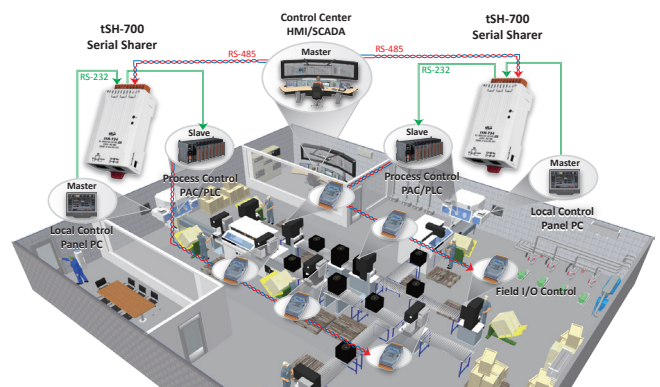 tSH-700
Serial Sharer
Control Center
HMI/SCADA
tSH-700
Serial Sharer
RS-485
RS-485
Master
RS-232
RS-232
Slave
Slave
Process Control
PAC/PLC
Process Control
PAC/PLC
Master
Master
Local Control
Panel PC
Local Control
Panel PC
Field I/O Control